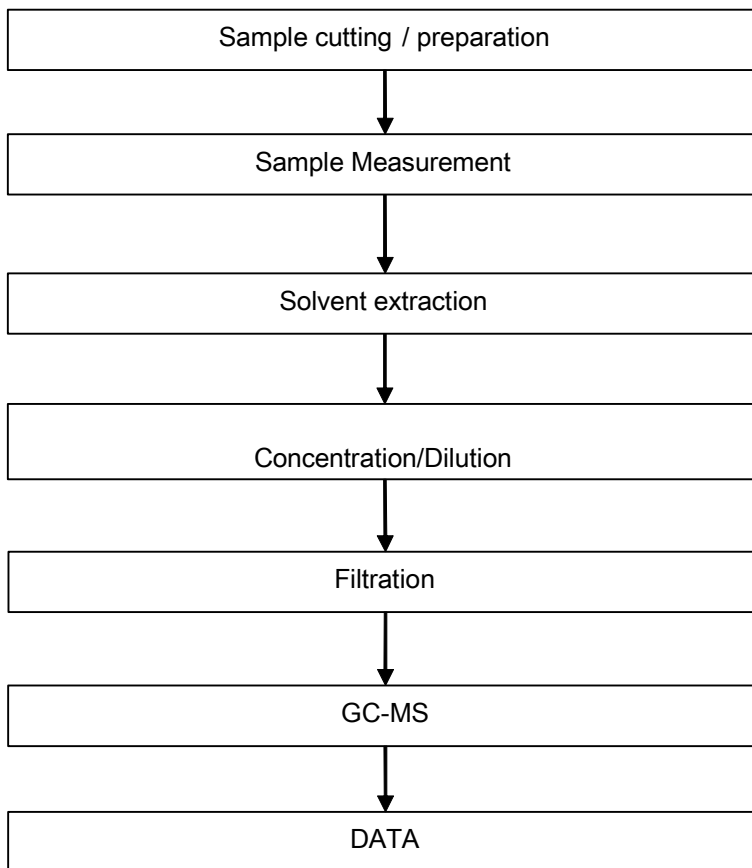 Sample cutting / preparation
Sample Measurement
Solvent extraction
Concentration/Dilution
Filtration
GC-MS
DATA